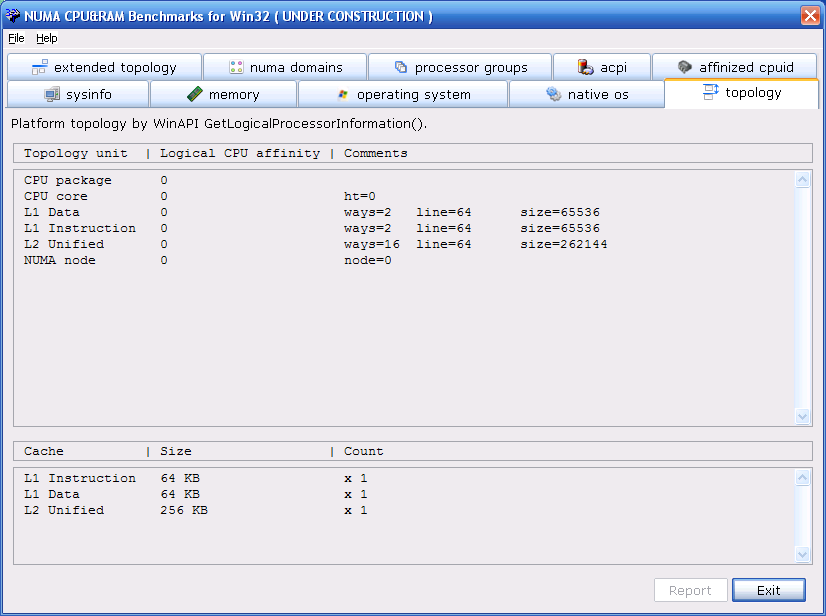 NUMA CPU&RAM Benchmarks for Win32 ( UNDER CONSTRUCTION )
File Help
extended topology numa domains processor groups acpi affinized cpuid
sysinfo memory operating system native os topology
Platform topology by WinAPI GetLogicalProcessorInformation().
Topology unit | Logical CPU affinity | Comments
CPU package 0
CPU core 0 ht=0
L1 Data 0 ways=2 line=64 size=65536
L1 Instruction 0 ways=2 line=64 size=65536
L2 Unified 0 ways=16 line=64 size=262144
NUMA node 0 node=0
Cache | Size | Count
L1 Instruction 64 KB x 1
L1 Data 64 KB x 1
L2 Unified 256 KB x 1
Report Exit